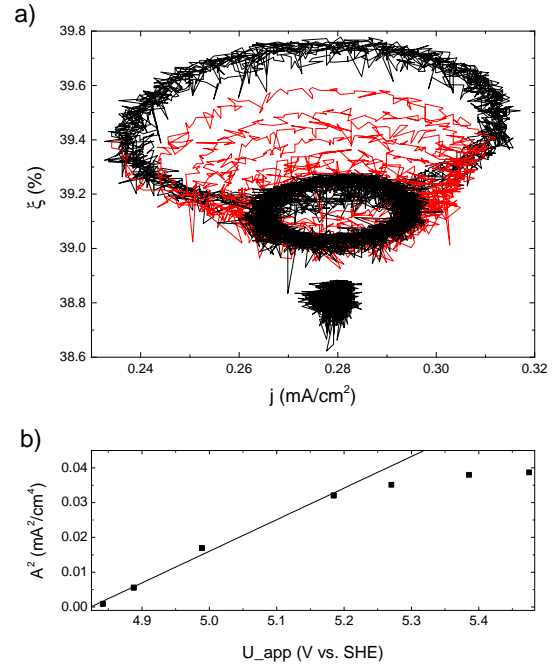 a)
39.8
39.6
39.4
39.2
39.0
38.8
38.6
ξ (%)
0.24 0.26 0.28 0.30 0.32
j (mA/cm²)
b)
0.04
0.03
0.02
0.01
0.00
A² (mA²/cm⁴)
4.9 5.0 5.1 5.2 5.3 5.4
U_app (V vs. SHE)